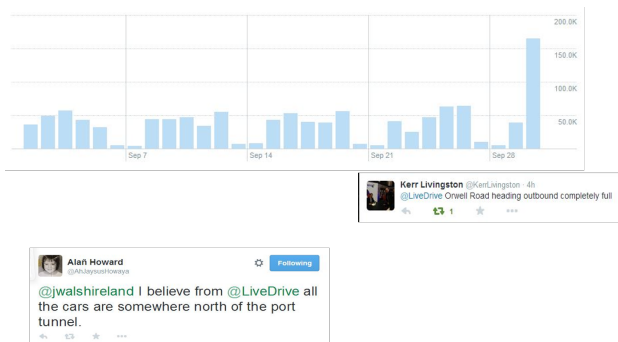 200.0K
150.0K
100.0K
50.0K
Sep 7 Sep 14 Sep 21 Sep 28
Kerr Livingston @KerrLivingston · 4h
@LiveDrive Orwell Road heading outbound completely full
1
Alañ Howard
@AhJaysusHowaya
Following
@jwalshireland I believe from @LiveDrive all
the cars are somewhere north of the port
tunnel.